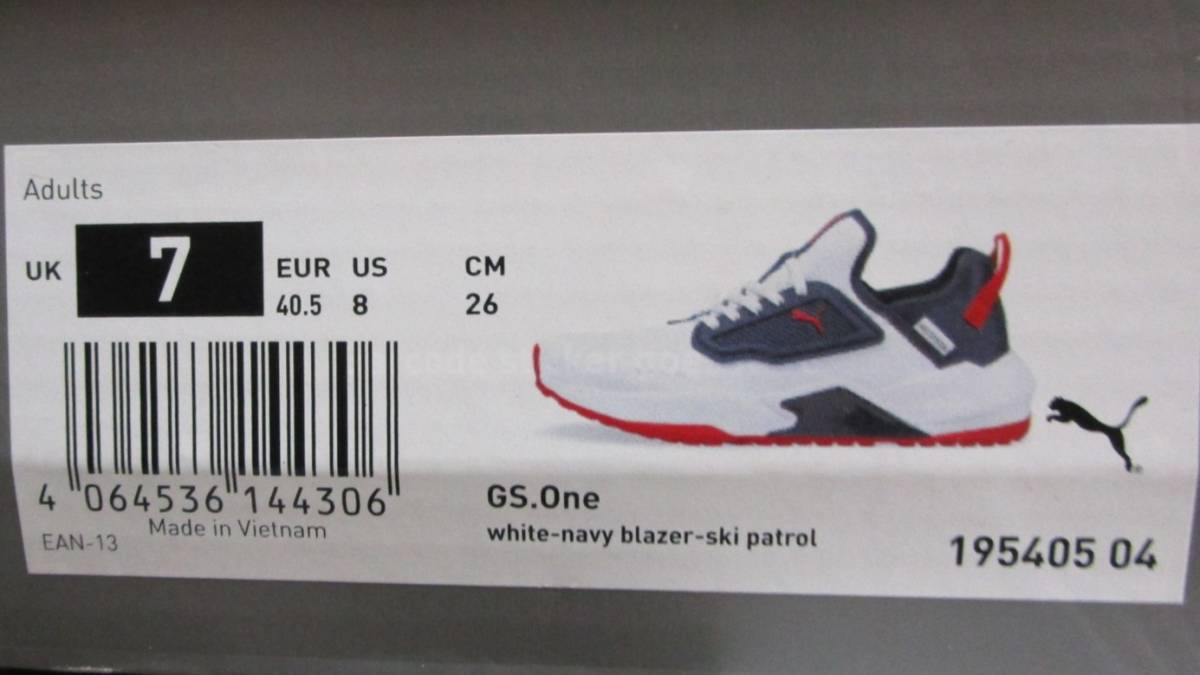 Adults
UK 7 EUR US CM
40.5 8 26
4 064536 144306
Made in Vietnam
EAN-13
GS.One
white-navy blazer-ski patrol
195405 04